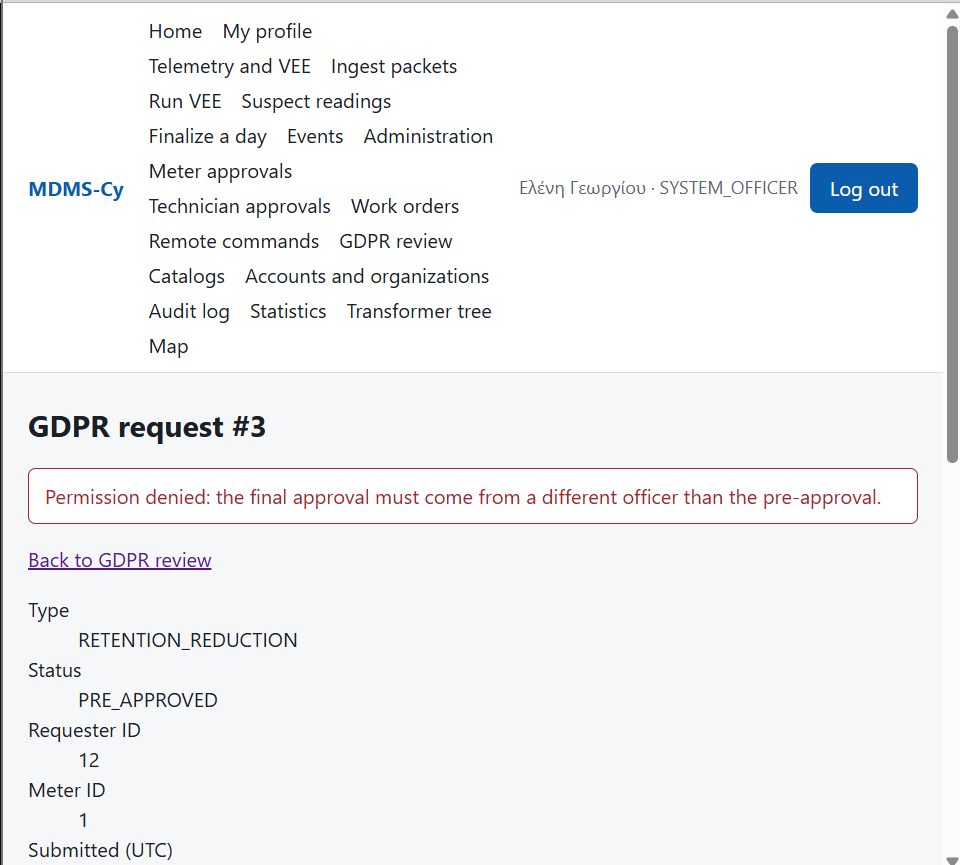 Home My profile
Telemetry and VEE Ingest packets
Run VEE Suspect readings
Finalize a day Events Administration
Meter approvals
MDMS-Cy
Technician approvals Work orders
Remote commands GDPR review
Catalogs Accounts and organizations
Audit log Statistics Transformer tree
Map
Ελένη Γεωργίου · SYSTEM_OFFICER
Log out
GDPR request #3
Permission denied: the final approval must come from a different officer than the pre-approval.
Back to GDPR review
Type
RETENTION_REDUCTION
Status
PRE_APPROVED
Requester ID
12
Meter ID
1
Submitted (UTC)